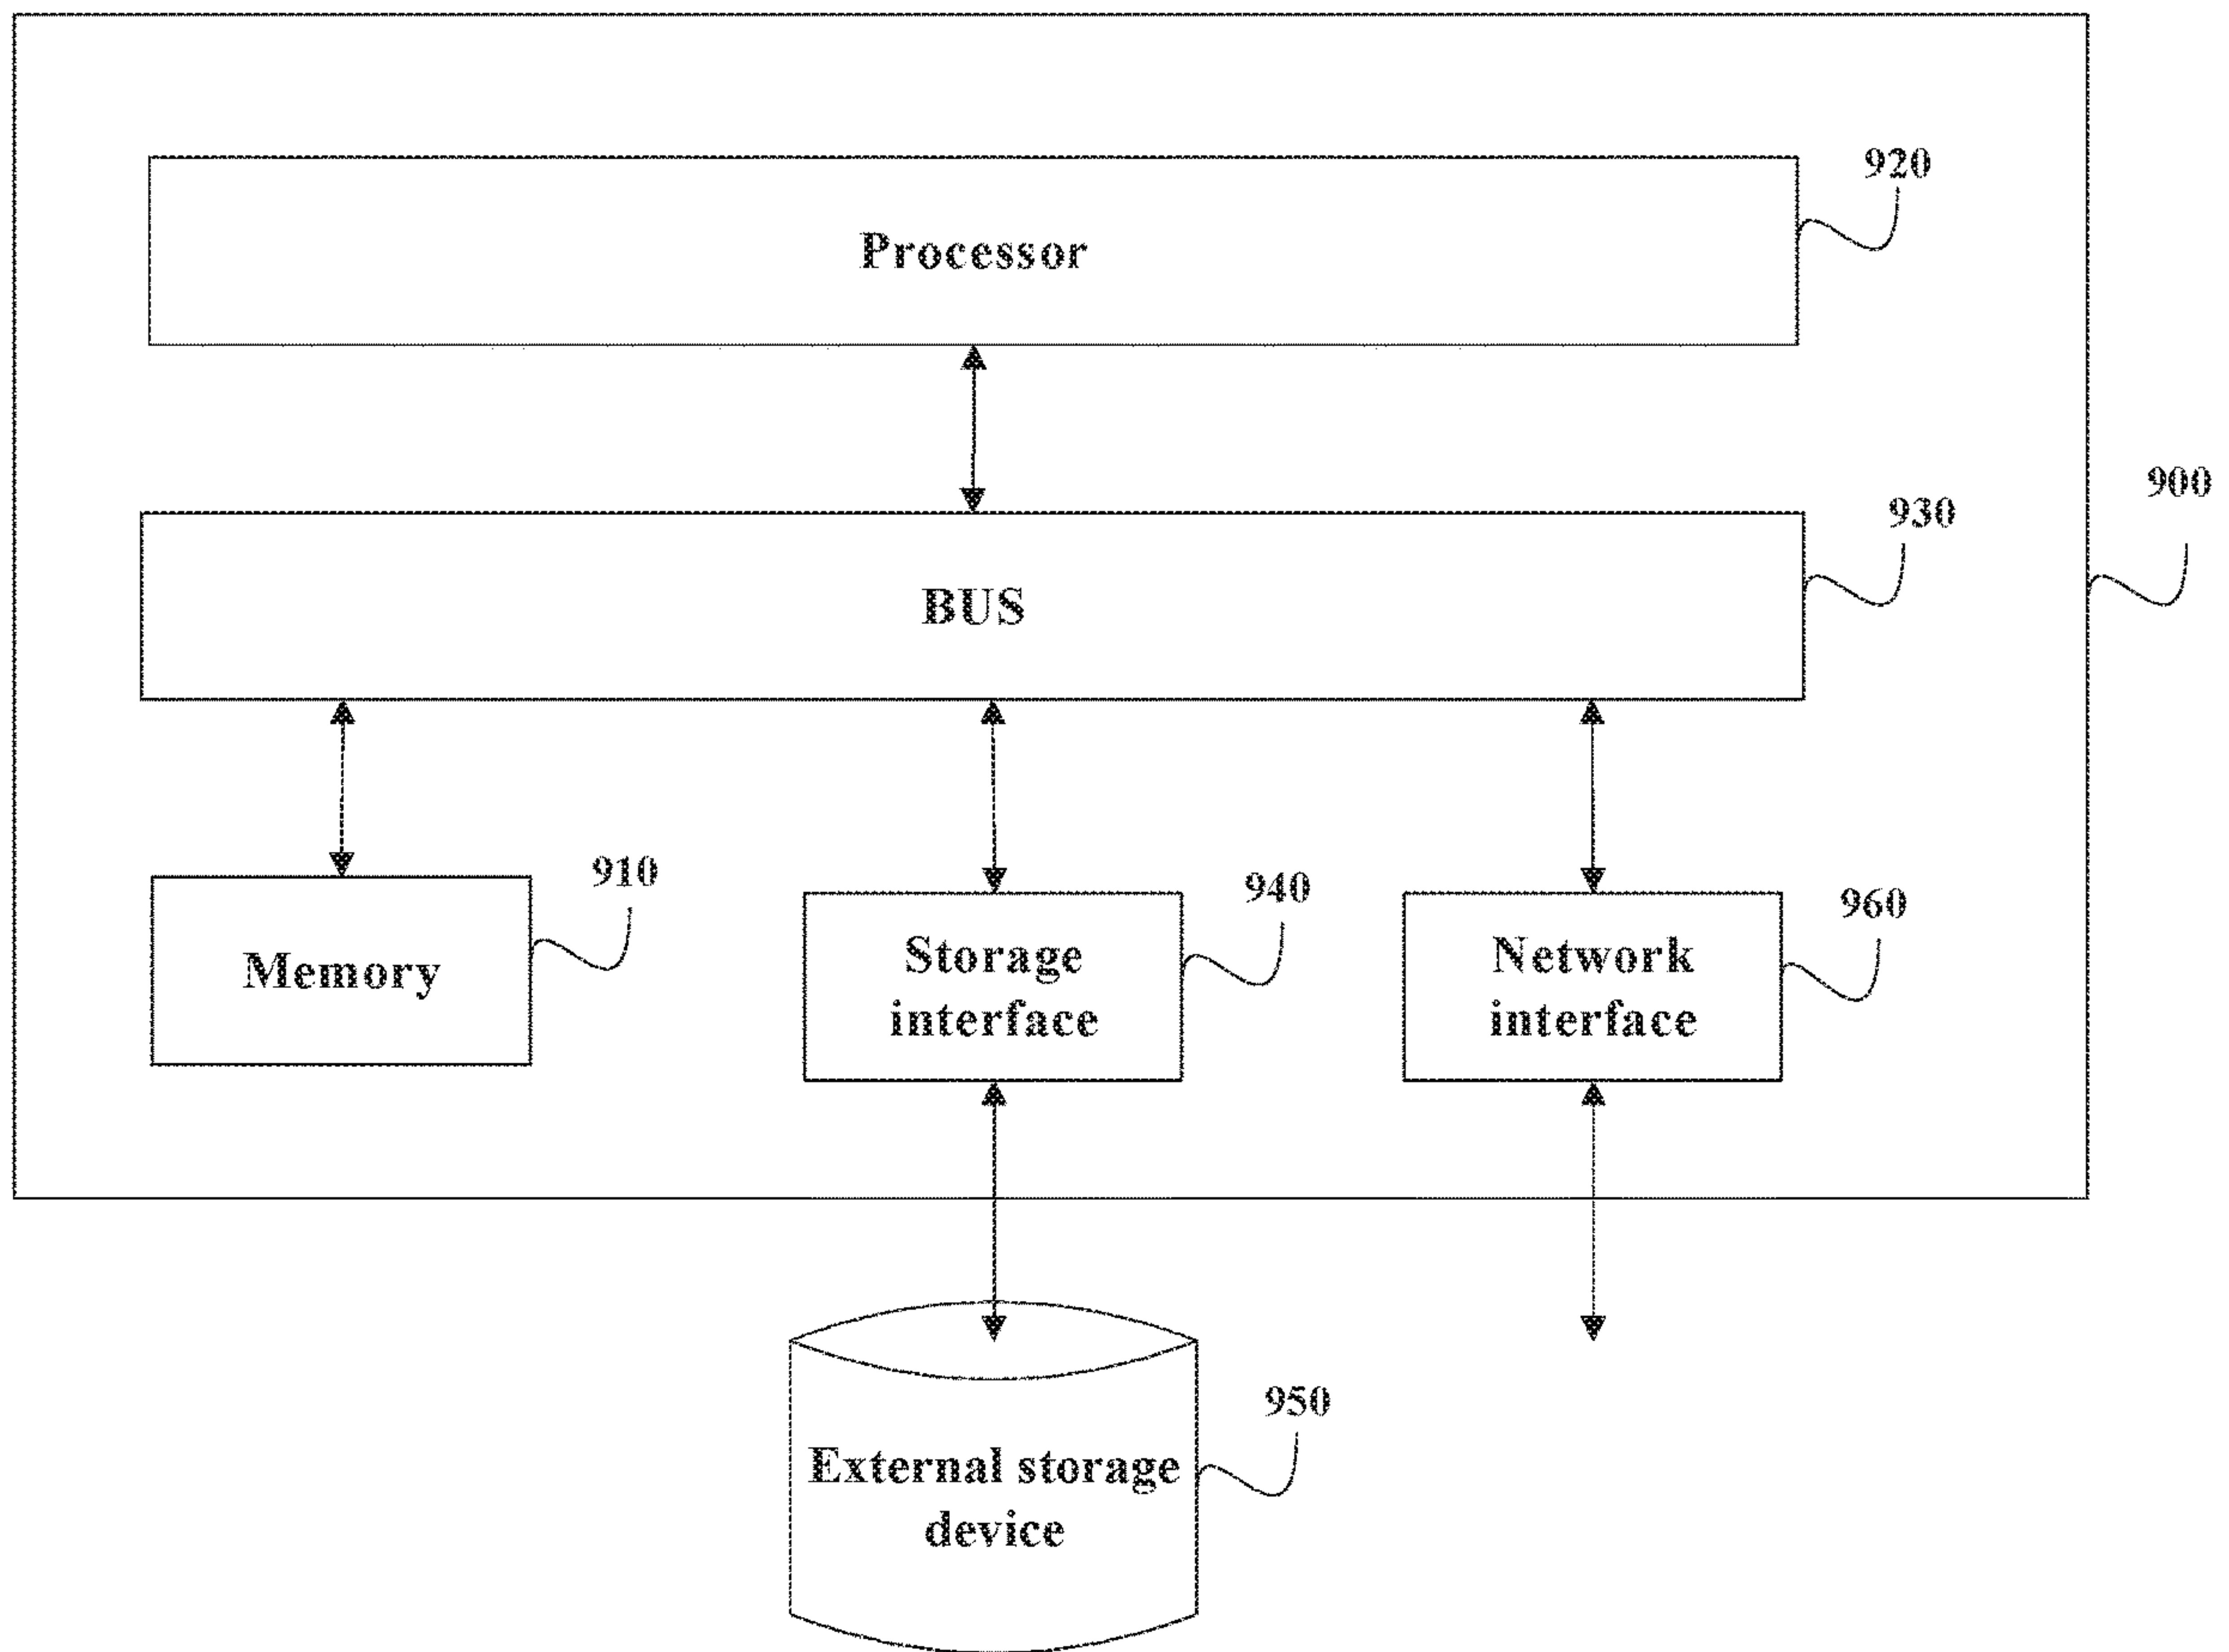 920
Processor
900
930
BUS
910
Memory
940
Storage
interface
960
Network
interface
950
External storage
device